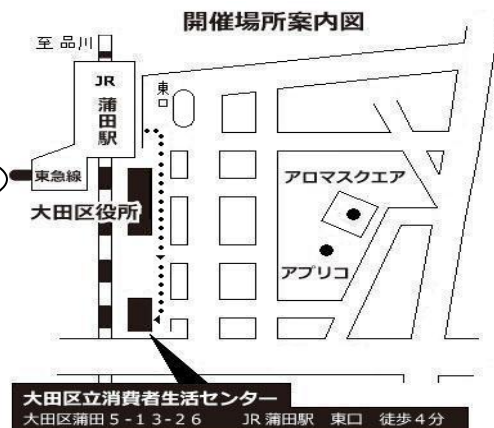 開催場所案内図
至 品川
JR
蒲田駅
東口
東急線
大田区役所
アロマスクエア
アプリコ
大田区立消費者生活センター
大田区蒲田5-13-26 JR蒲田駅 東口 徒歩4分